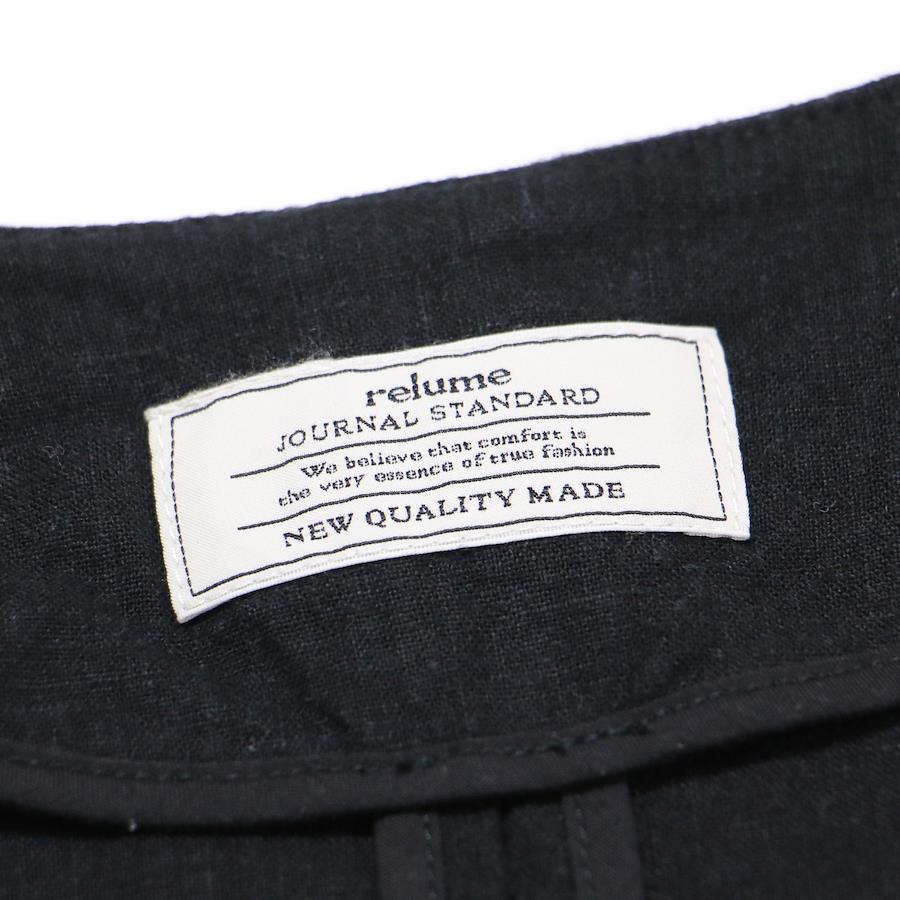 relume
JOURNAL STANDARD
We believe that comfort is
the very essence of true fashion
NEW QUALITY MADE